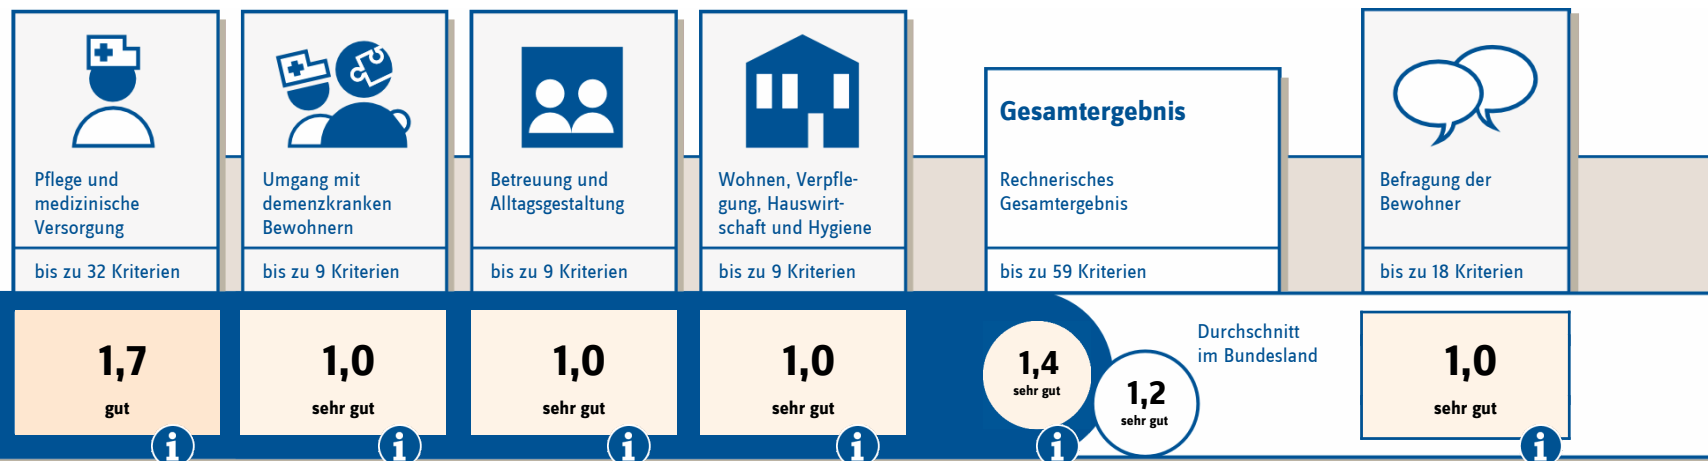 Pflege und
medizinische
Versorgung
bis zu 32 Kriterien
1,7
gut
i
Umgang mit
demenzkranken
Bewohnern
bis zu 9 Kriterien
1,0
sehr gut
i
Betreuung und
Alltagsgestaltung
bis zu 9 Kriterien
1,0
sehr gut
i
Wohnen, Verpfle-
gung, Hauswirt-
schaft und Hygiene
bis zu 9 Kriterien
1,0
sehr gut
i
Gesamtergebnis
Rechnerisches
Gesamtergebnis
bis zu 59 Kriterien
1,4
sehr gut
i
Durchschnitt
im Bundesland
1,2
sehr gut
Befragung der
Bewohner
bis zu 18 Kriterien
1,0
sehr gut
i